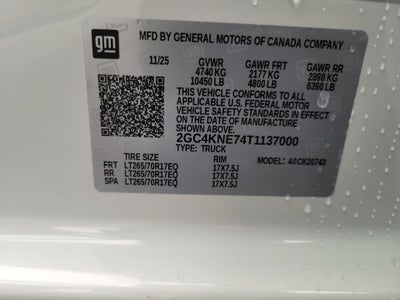 gm
MFD BY GENERAL MOTORS OF CANADA COMPANY
11/25 GVWR GAWR FRT GAWR RR
4740 KG 2177 KG 2898 KG
10450 LB 4800 LB 6390 LB
THIS VEHICLE CONFORMS TO ALL
APPLICABLE U.S. FEDERAL MOTOR
VEHICLE SAFETY STANDARDS IN EFFECT
ON THE DATE OF MANUFACTURE SHOWN ABOVE.
2GC4KNE74T1137000
TYPE: TRUCK
TIRE SIZE RIM MODEL: 4CK20743
FRT LT265/70R17EQ 17X7.5J
RR LT265/70R17EQ 17X7.5J
SPA LT265/70R17EQ 17X7.5J